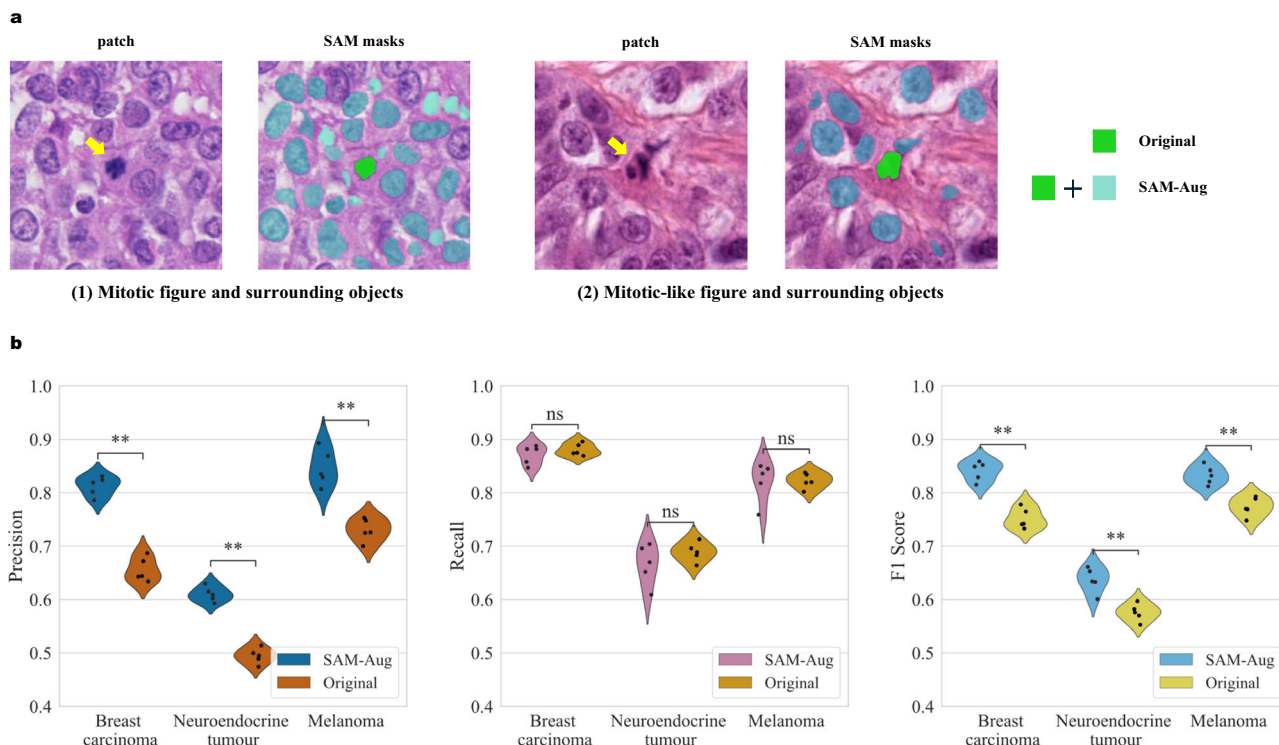 a
patch
SAM masks
patch
SAM masks
Original
+
SAM-Aug
(1) Mitotic figure and surrounding objects
(2) Mitotic-like figure and surrounding objects
b
1.0
0.9
0.8
0.7
0.6
0.5
0.4
Precision
**
**
**
SAM-Aug
Original
Breast
carcinoma
Neuroendocrine
tumour
Melanoma
1.0
0.9
0.8
0.7
0.6
0.5
0.4
Recall
ns
ns
ns
SAM-Aug
Original
Breast
carcinoma
Neuroendocrine
tumour
Melanoma
1.0
0.9
0.8
0.7
0.6
0.5
0.4
F1 Score
**
**
**
SAM-Aug
Original
Breast
carcinoma
Neuroendocrine
tumour
Melanoma